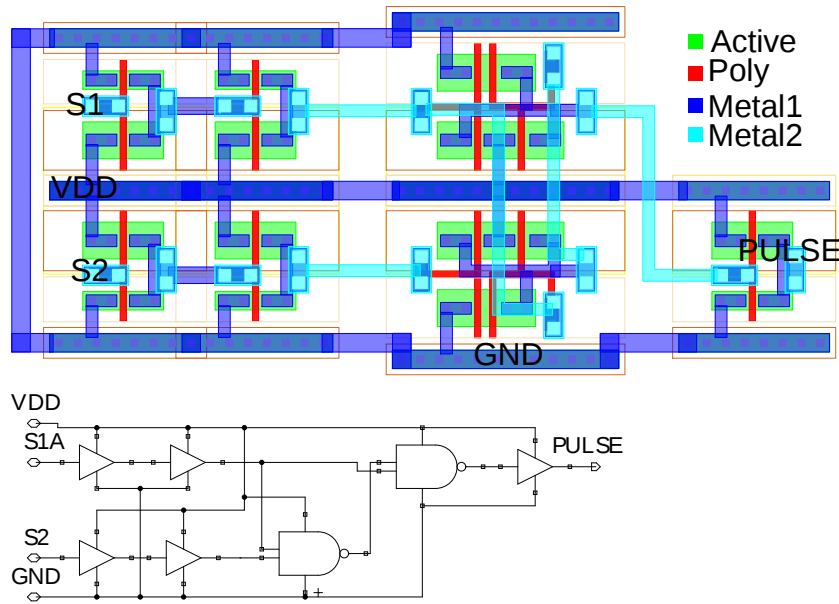 Active
Poly
Metal1
Metal2
S1
VDD
S2
PULSE
GND
VDD
S1A
PULSE
S2
GND
+